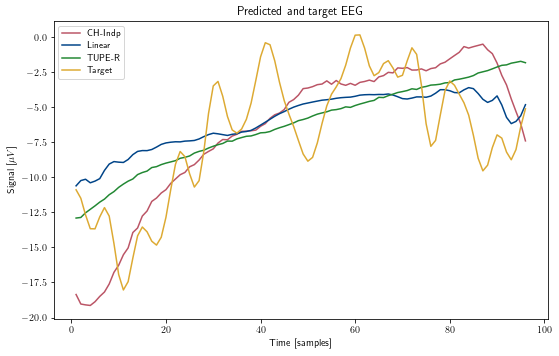 Predicted and target EEG
CH-Indp
Linear
TUPE-R
Target
Signal [μV]
0.0
−2.5
−5.0
−7.5
−10.0
−12.5
−15.0
−17.5
−20.0
0 20 40 60 80 100
Time [samples]